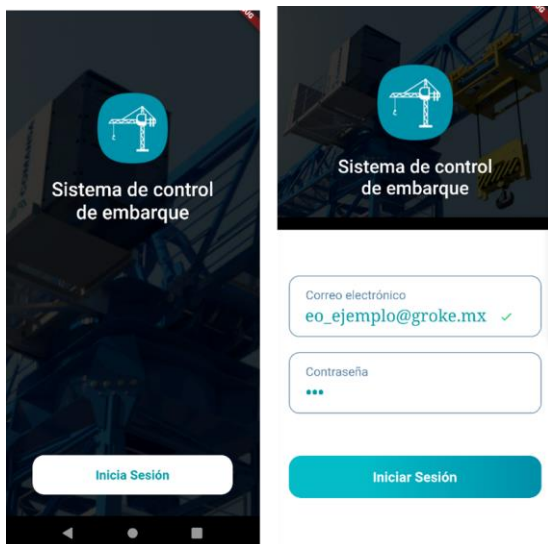 Sistema de control
de embarque
Inicia Sesión
Sistema de control
de embarque
Correo electrónico
eo_ejemplo@groke.mx
Contraseña
•••
Iniciar Sesión